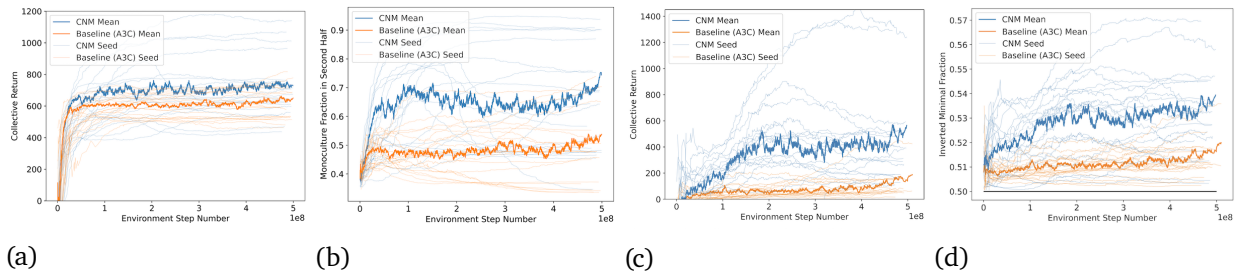 1200
1000
800
600
400
200
0
Collective Return
CNM Mean
Baseline (A3C) Mean
CNM Seed
Baseline (A3C) Seed
0 1 2 3 4 5
1e8
Environment Step Number
(a)
0.9
0.8
0.7
0.6
0.5
0.4
Monoculture Fraction in Second Half
CNM Mean
Baseline (A3C) Mean
CNM Seed
Baseline (A3C) Seed
0 1 2 3 4 5
1e8
Environment Step Number
(b)
1400
1200
1000
800
600
400
200
0
Collective Return
CNM Mean
Baseline (A3C) Mean
CNM Seed
Baseline (A3C) Seed
0 1 2 3 4 5
1e8
Environment Step Number
(c)
0.57
0.56
0.55
0.54
0.53
0.52
0.51
0.50
Inverted Minimal Fraction
CNM Mean
Baseline (A3C) Mean
CNM Seed
Baseline (A3C) Seed
0 1 2 3 4 5
1e8
Environment Step Number
(d)